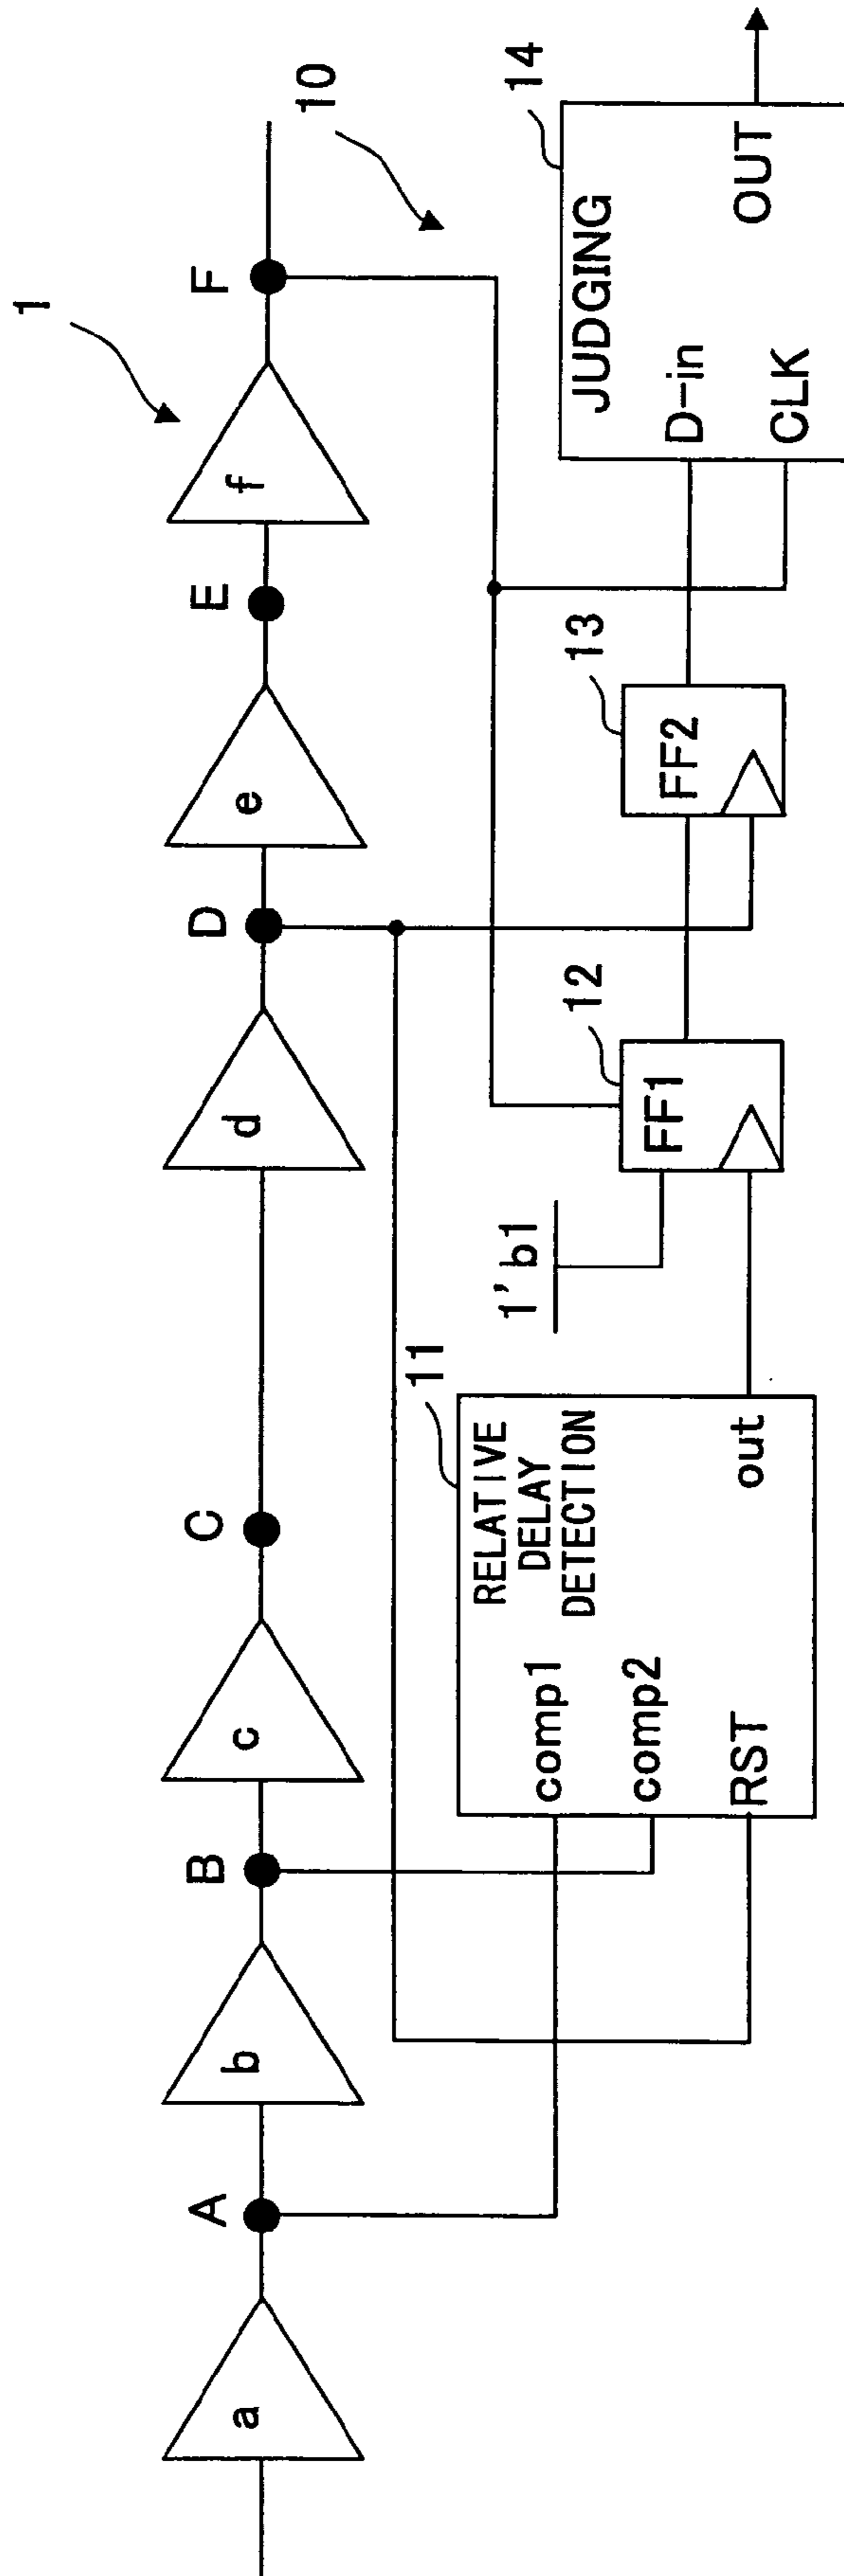 1
10
A
B
C
D
E
F
a
b
c
d
e
f
11
RELATIVE
DELAY
DETECTION
comp1
comp2
RST
out
1'b1
12
FF1
13
FF2
14
JUDGING
D-in
CLK
OUT